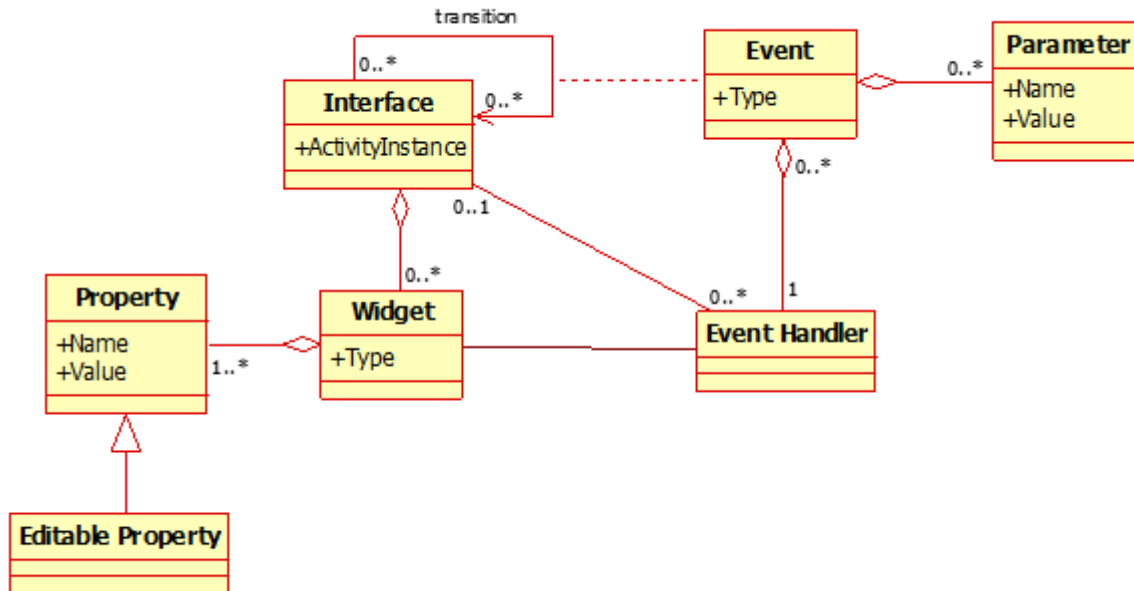 transition
0..*
0..*
Interface
+ActivityInstance
Event
+Type
0..*
Parameter
+Name
+Value
0..*
0..1
0..*
0..*
1
Property
+Name
+Value
1..*
Widget
+Type
Event Handler
Editable Property